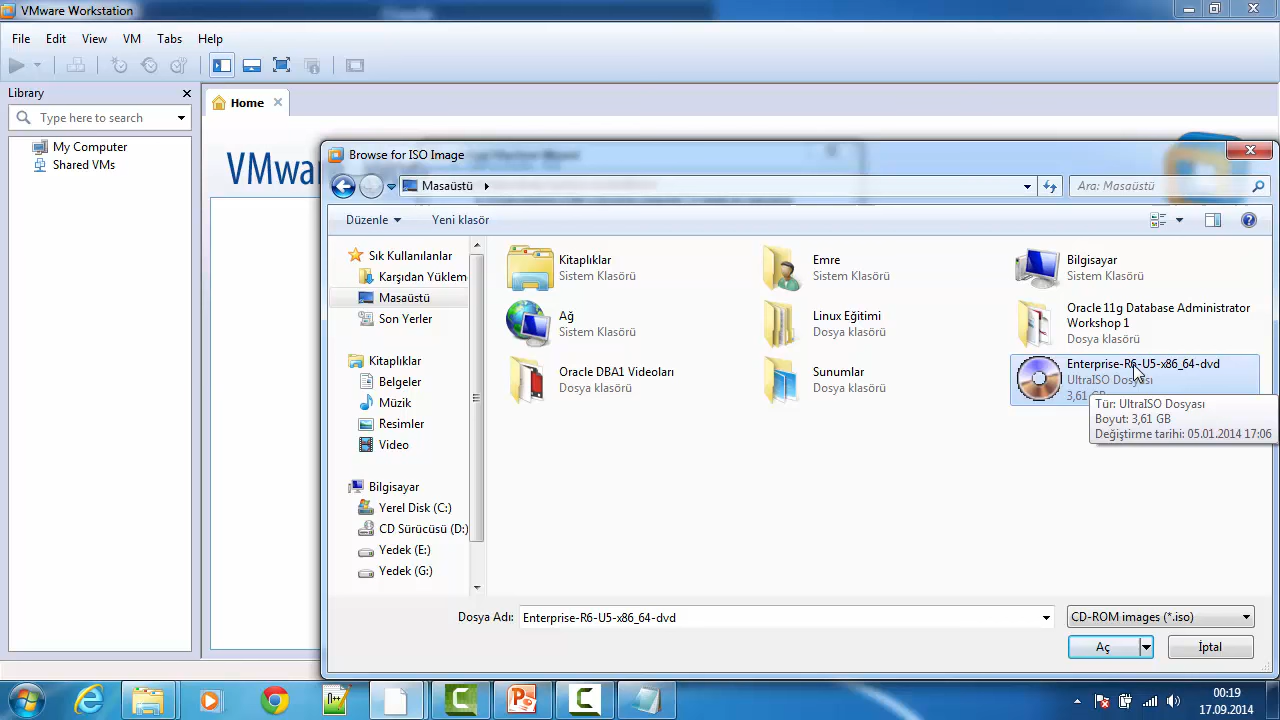 VMware Workstation
File Edit View VM Tabs Help
Library
Type here to search
My Computer
Shared VMs
Home
Browse for ISO Image
Masaüstü
Ara: Masaüstü
Düzenle
Yeni klasör
Sık Kullanılanlar
Karşıdan Yüklem
Masaüstü
Son Yerler
Kitaplıklar
Belgeler
Müzik
Resimler
Video
Bilgisayar
Yerel Disk (C:)
CD Sürücüsü (D:)
Yedek (E:)
Yedek (G:)
Kitaplıklar
Sistem Klasörü
Emre
Sistem Klasörü
Bilgisayar
Sistem Klasörü
Ağ
Sistem Klasörü
Linux Eğitimi
Dosya klasörü
Oracle 11g Database Administrator
Workshop 1
Dosya klasörü
Oracle DBA1 Videoları
Dosya klasörü
Sunumlar
Dosya klasörü
Enterprise-R6-U5-x86_64-dvd
UltraISO Dosyası
3,61 GB
Tür: UltraISO Dosyası
Boyut: 3,61 GB
Değiştirme tarihi: 05.01.2014 17:06
Dosya Adı: Enterprise-R6-U5-x86_64-dvd
CD-ROM images (*.iso)
Aç
İptal
00:19
17.09.2014